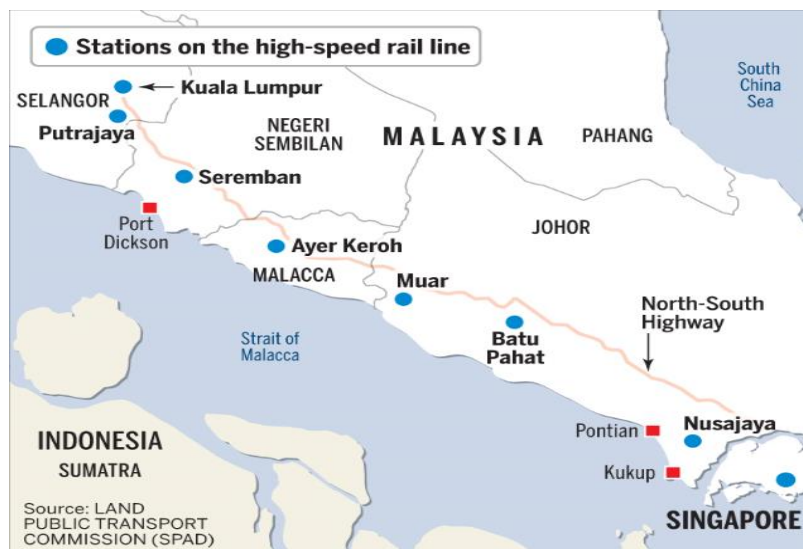 Stations on the high-speed rail line
South
China
Sea
Kuala Lumpur
SELANGOR
Putrajaya
NEGERI
SEMBILAN
MALAYSIA
PAHANG
Seremban
Port
Dickson
JOHOR
Ayer Keroh
MALACCA
Muar
North-South
Highway
Strait of
Malacca
Batu
Pahat
Nusajaya
Pontian
INDONESIA
SUMATRA
Kukup
Source: LAND
PUBLIC TRANSPORT
COMMISSION (SPAD)
SINGAPORE